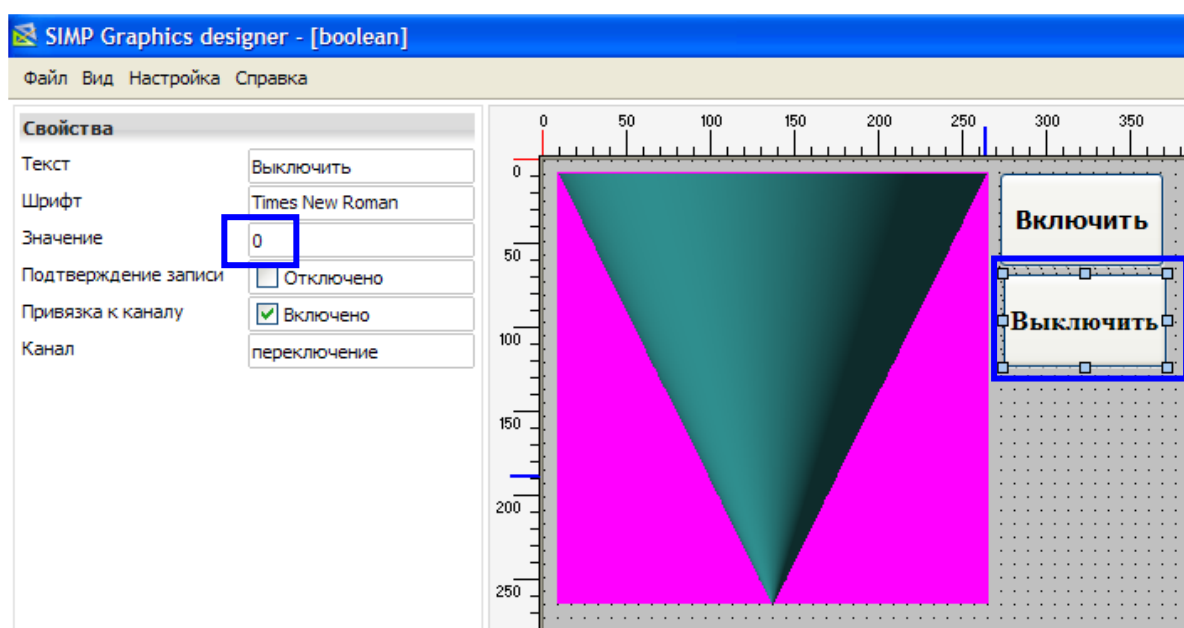 SIMP Graphics designer - [boolean]
Файл Вид Настройка Справка
Свойства
Текст Выключить
Шрифт Times New Roman
Значение 0
Подтверждение записи Отключено
Привязка к каналу Включено
Канал переключение
0 50 100 150 200 250 300 350
0
50
100
150
200
250
Включить
Выключить